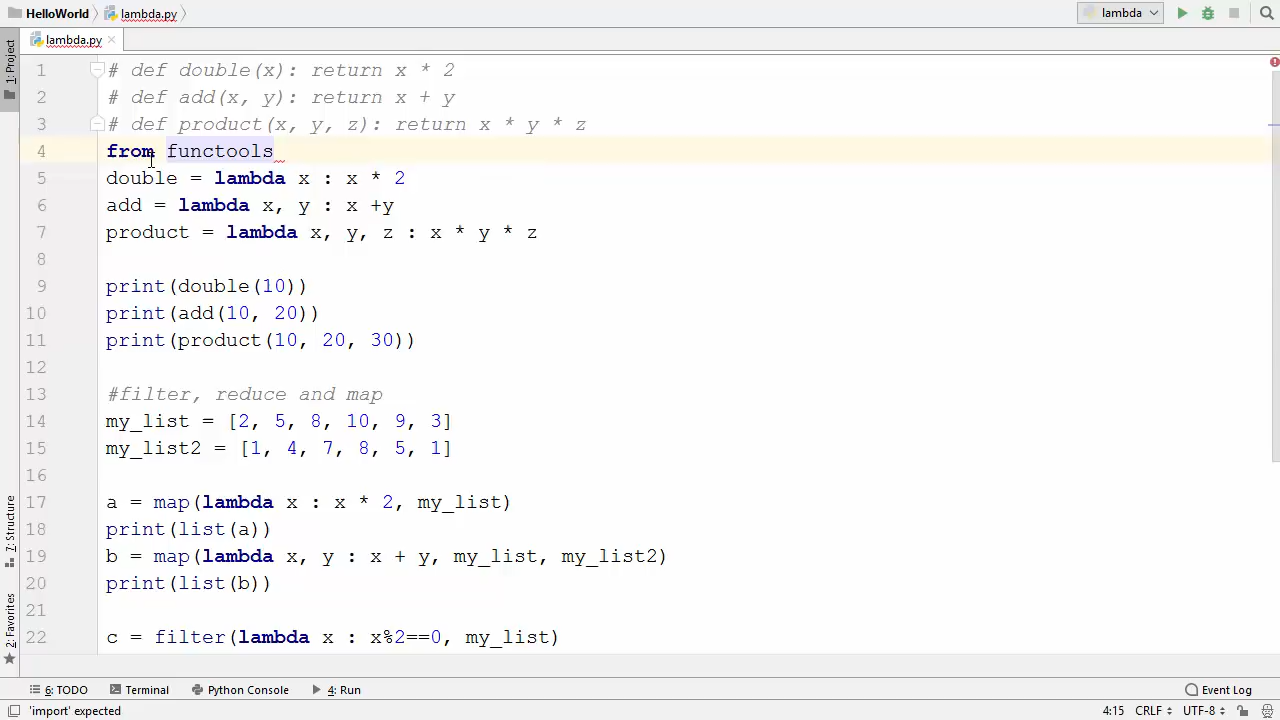 HelloWorld lambda.py lambda
lambda.py
1: Project
7: Structure
2: Favorites
1 # def double(x): return x * 2
2 # def add(x, y): return x + y
3 # def product(x, y, z): return x * y * z
4 from functools
5 double = lambda x : x * 2
6 add = lambda x, y : x +y
7 product = lambda x, y, z : x * y * z
8
9 print(double(10))
10 print(add(10, 20))
11 print(product(10, 20, 30))
12
13 #filter, reduce and map
14 my_list = [2, 5, 8, 10, 9, 3]
15 my_list2 = [1, 4, 7, 8, 5, 1]
16
17 a = map(lambda x : x * 2, my_list)
18 print(list(a))
19 b = map(lambda x, y : x + y, my_list, my_list2)
20 print(list(b))
21
22 c = filter(lambda x : x%2==0, my_list)
6: TODO Terminal Python Console 4: Run Event Log
'import' expected 4:15 CRLF UTF-8